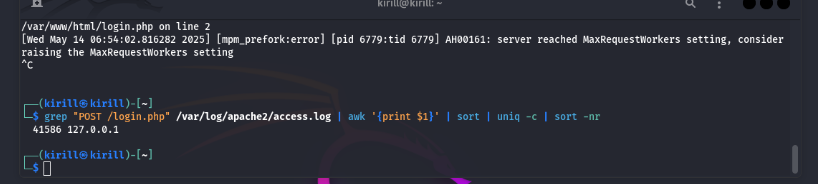 kirill@kirill: ~
/var/www/html/login.php on line 2
[Wed May 14 06:54:02.816282 2025] [mpm_prefork:error] [pid 6779:tid 6779] AH00161: server reached MaxRequestWorkers setting, consider
raising the MaxRequestWorkers setting
^C
(kirill㉿kirill)-[~]
$ grep "POST /login.php" /var/log/apache2/access.log | awk '{print $1}' | sort | uniq -c | sort -nr
41586 127.0.0.1
(kirill㉿kirill)-[~]
$